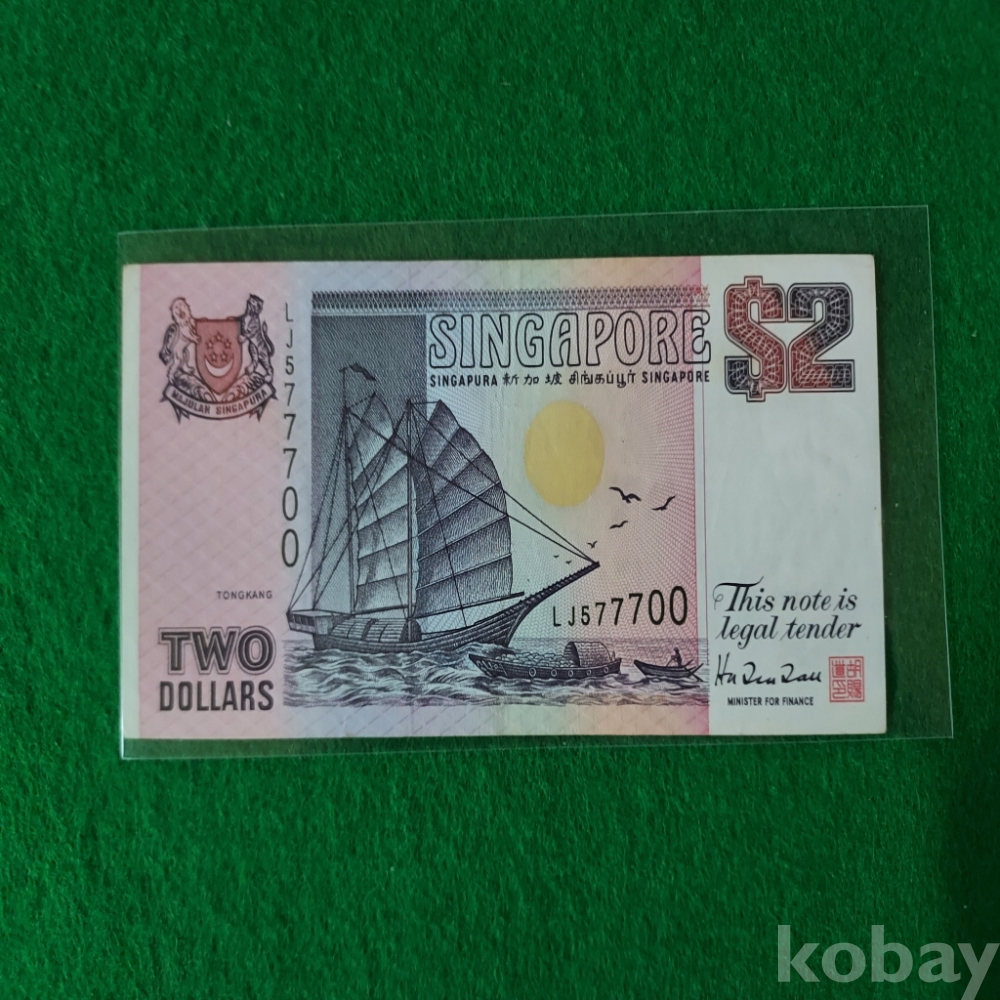 SINGAPORE
SINGAPURA 新加坡 சிங்கப்பூர் SINGAPORE
$2
MAJULAH SINGAPURA
LJ577700
LJ577700
TONGKANG
TWO
DOLLARS
This note is
legal tender
MINISTER FOR FINANCE
kobay